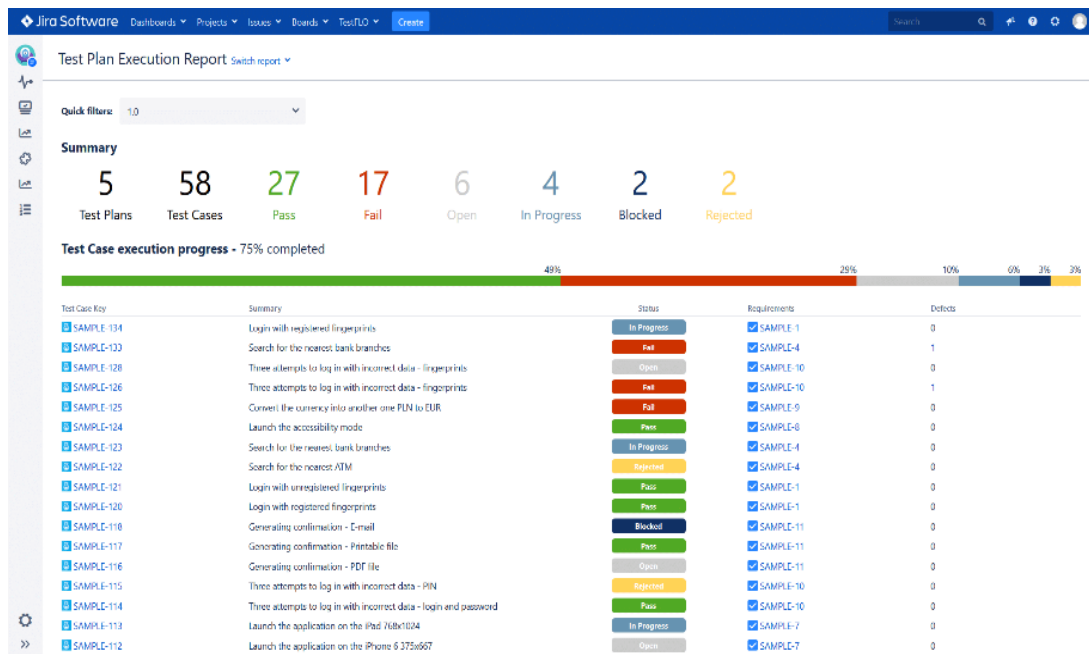 Jira Software Dashboards Projects Issues Boards TestFLO Create Search
Test Plan Execution Report Switch report
Quick filters: 1.0
Summary
5 58 27 17 6 4 2 2
Test Plans Test Cases Pass Fail Open In Progress Blocked Rejected
Test Case execution progress - 75% completed
49% 29% 10% 6% 3% 3%
Test Case Key Summary Status Requirements Defects
SAMPLE-134 Login with registered fingerprints In Progress SAMPLE-1 0
SAMPLE-133 Search for the nearest bank branches Fail SAMPLE-4 1
SAMPLE-128 Three attempts to log in with incorrect data - fingerprints Open SAMPLE-10 0
SAMPLE-126 Three attempts to log in with incorrect data - fingerprints Fail SAMPLE-10 1
SAMPLE-125 Convert the currency into another one PLN to EUR Fail SAMPLE-9 0
SAMPLE-124 Launch the accessibility mode Pass SAMPLE-8 0
SAMPLE-123 Search for the nearest bank branches In Progress SAMPLE-4 0
SAMPLE-122 Search for the nearest ATM Rejected SAMPLE-4 0
SAMPLE-121 Login with unregistered fingerprints Pass SAMPLE-1 0
SAMPLE-120 Login with registered fingerprints Pass SAMPLE-1 0
SAMPLE-118 Generating confirmation - E-mail Blocked SAMPLE-11 0
SAMPLE-117 Generating confirmation - Printable file Pass SAMPLE-11 0
SAMPLE-116 Generating confirmation - PDF file Open SAMPLE-11 0
SAMPLE-115 Three attempts to log in with incorrect data - PIN Rejected SAMPLE-10 0
SAMPLE-114 Three attempts to log in with incorrect data - login and password Pass SAMPLE-10 0
SAMPLE-113 Launch the application on the iPad 768x1024 In Progress SAMPLE-7 0
SAMPLE-112 Launch the application on the iPhone 6 375x667 Open SAMPLE-7 0